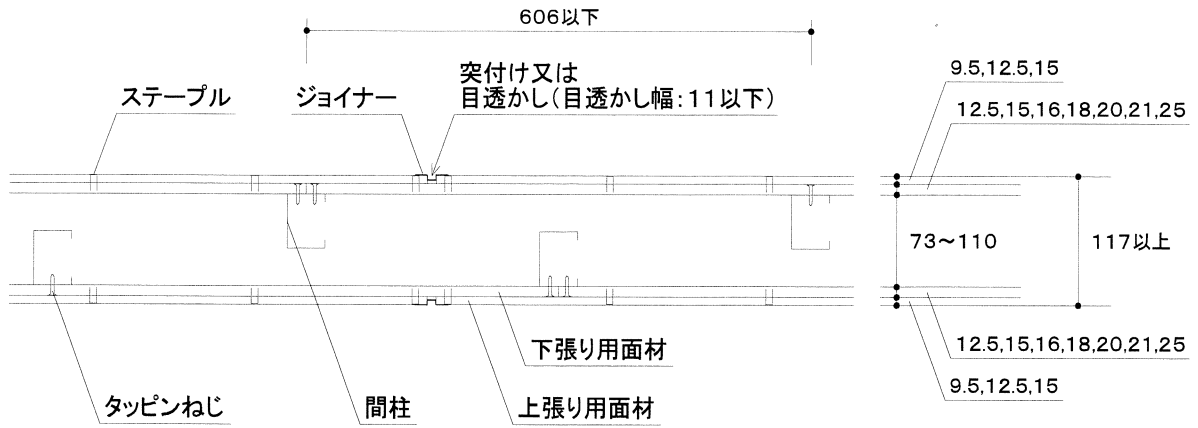 606以下
突付け又は
目透かし(目透かし幅:11以下)
ステープル
ジョイナー
9.5,12.5,15
12.5,15,16,18,20,21,25
73~110
117以上
下張り用面材
12.5,15,16,18,20,21,25
9.5,12.5,15
タッピンねじ
間柱
上張り用面材